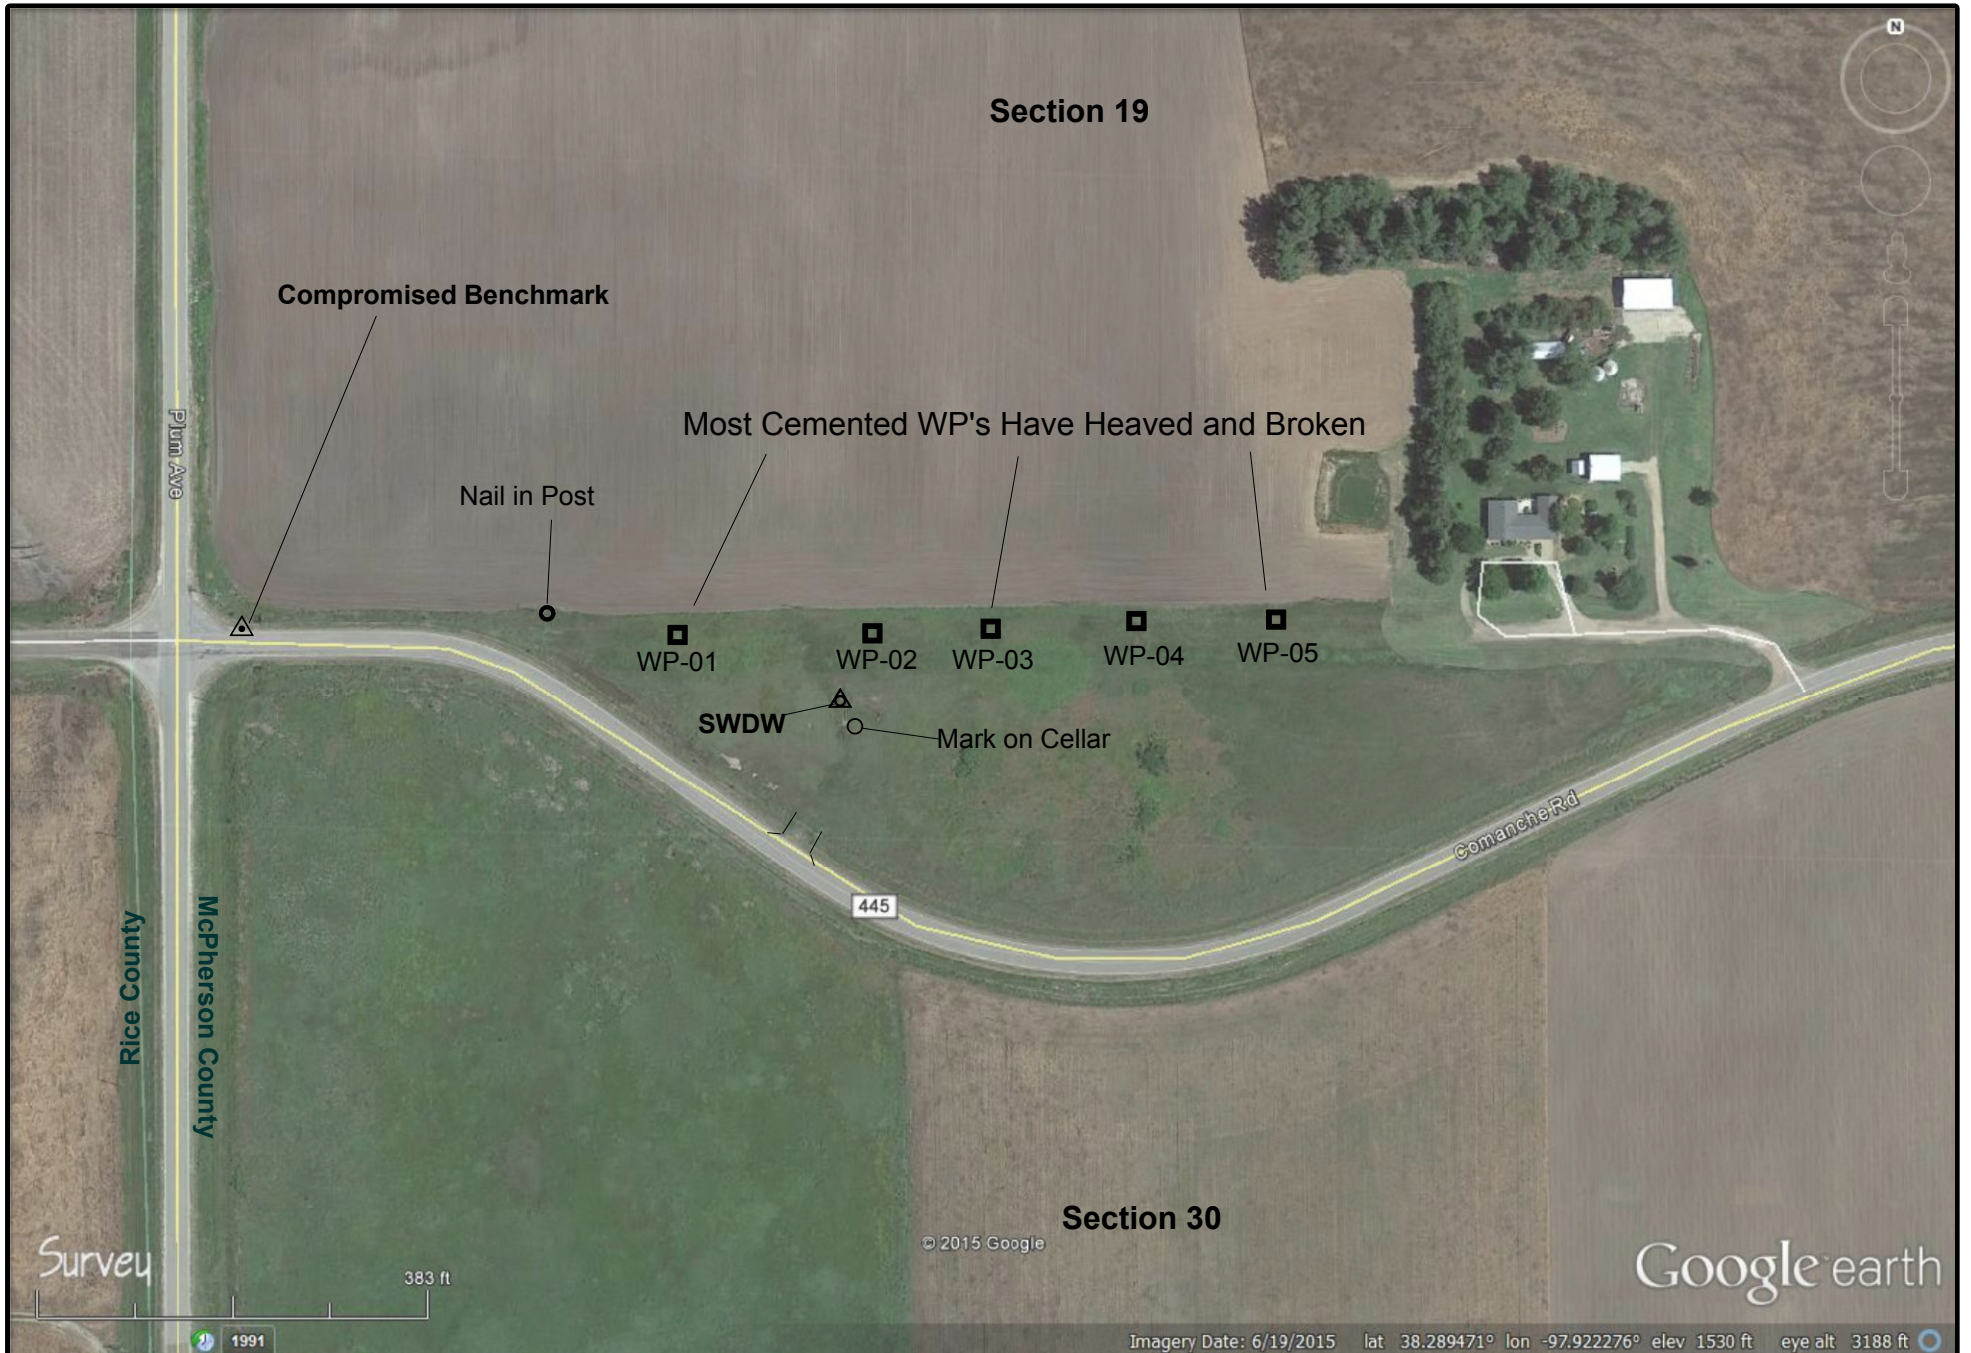 N
Section 19
Compromised Benchmark
Plum Ave
Most Cemented WP's Have Heaved and Broken
Nail in Post
WP-01
WP-02
WP-03
WP-04
WP-05
SWDW
Mark on Cellar
Comanche Rd
445
Rice County
McPherson County
Section 30
© 2015 Google
Survey
383 ft
Google earth
1991
Imagery Date: 6/19/2015 lat 38.289471° lon -97.922276° elev 1530 ft eye alt 3188 ft